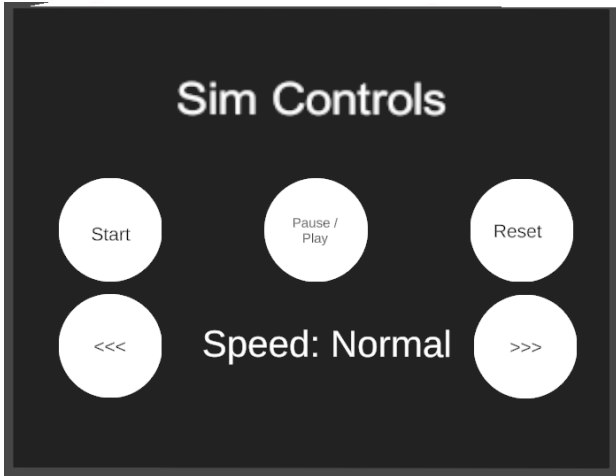 Sim Controls
Start
Pause /
Play
Reset
<<<
Speed: Normal
>>>